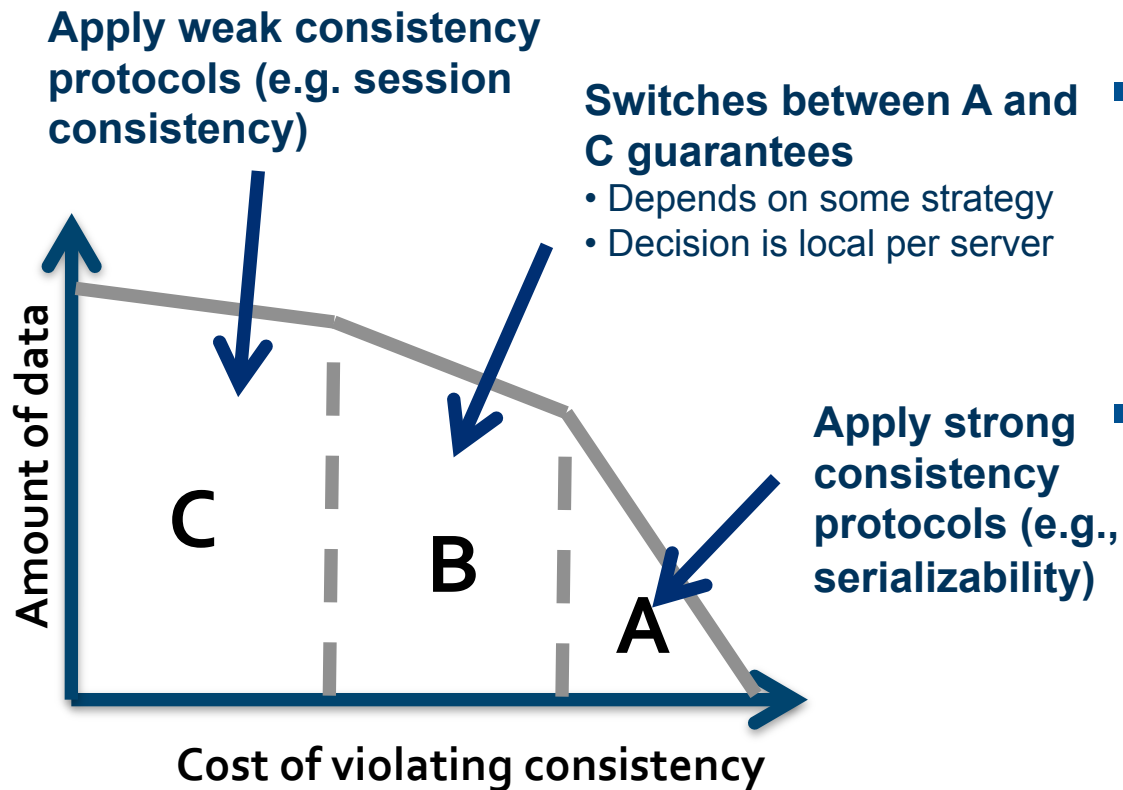 Apply weak consistency
protocols (e.g. session
consistency)
Switches between A and
C guarantees
• Depends on some strategy
• Decision is local per server
Apply strong
consistency
protocols (e.g.,
serializability)
Amount of data
C
B
A
Cost of violating consistency